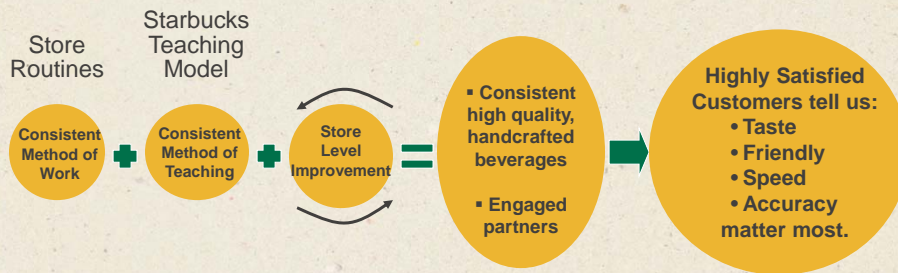 Store
Routines
Starbucks
Teaching
Model
Consistent
Method of
Work
Consistent
Method of
Teaching
Store
Level
Improvement
▪ Consistent
high quality,
handcrafted
beverages
▪ Engaged
partners
Highly Satisfied
Customers tell us:
• Taste
• Friendly
• Speed
• Accuracy
matter most.